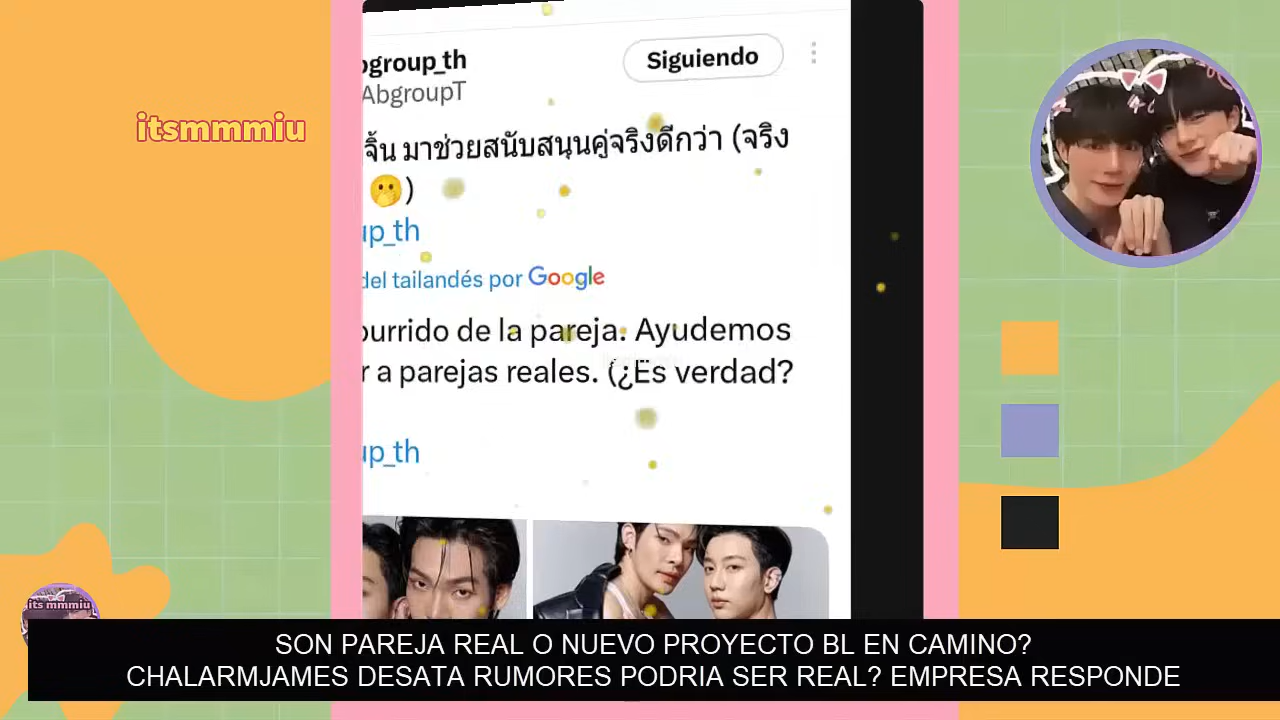 ogroup_th
Siguiendo
AbgroupT
itsmmmiu
จิ้น มาช่วยสนับสนุนคู่จริงดีกว่า (จริง
)
up_th
del tailandés por Google
burrido de la pareja. Ayudemos
r a parejas reales. (¿Es verdad?
up_th
its mmmiu
SON PAREJA REAL O NUEVO PROYECTO BL EN CAMINO?
CHALARMJAMES DESATA RUMORES PODRIA SER REAL? EMPRESA RESPONDE